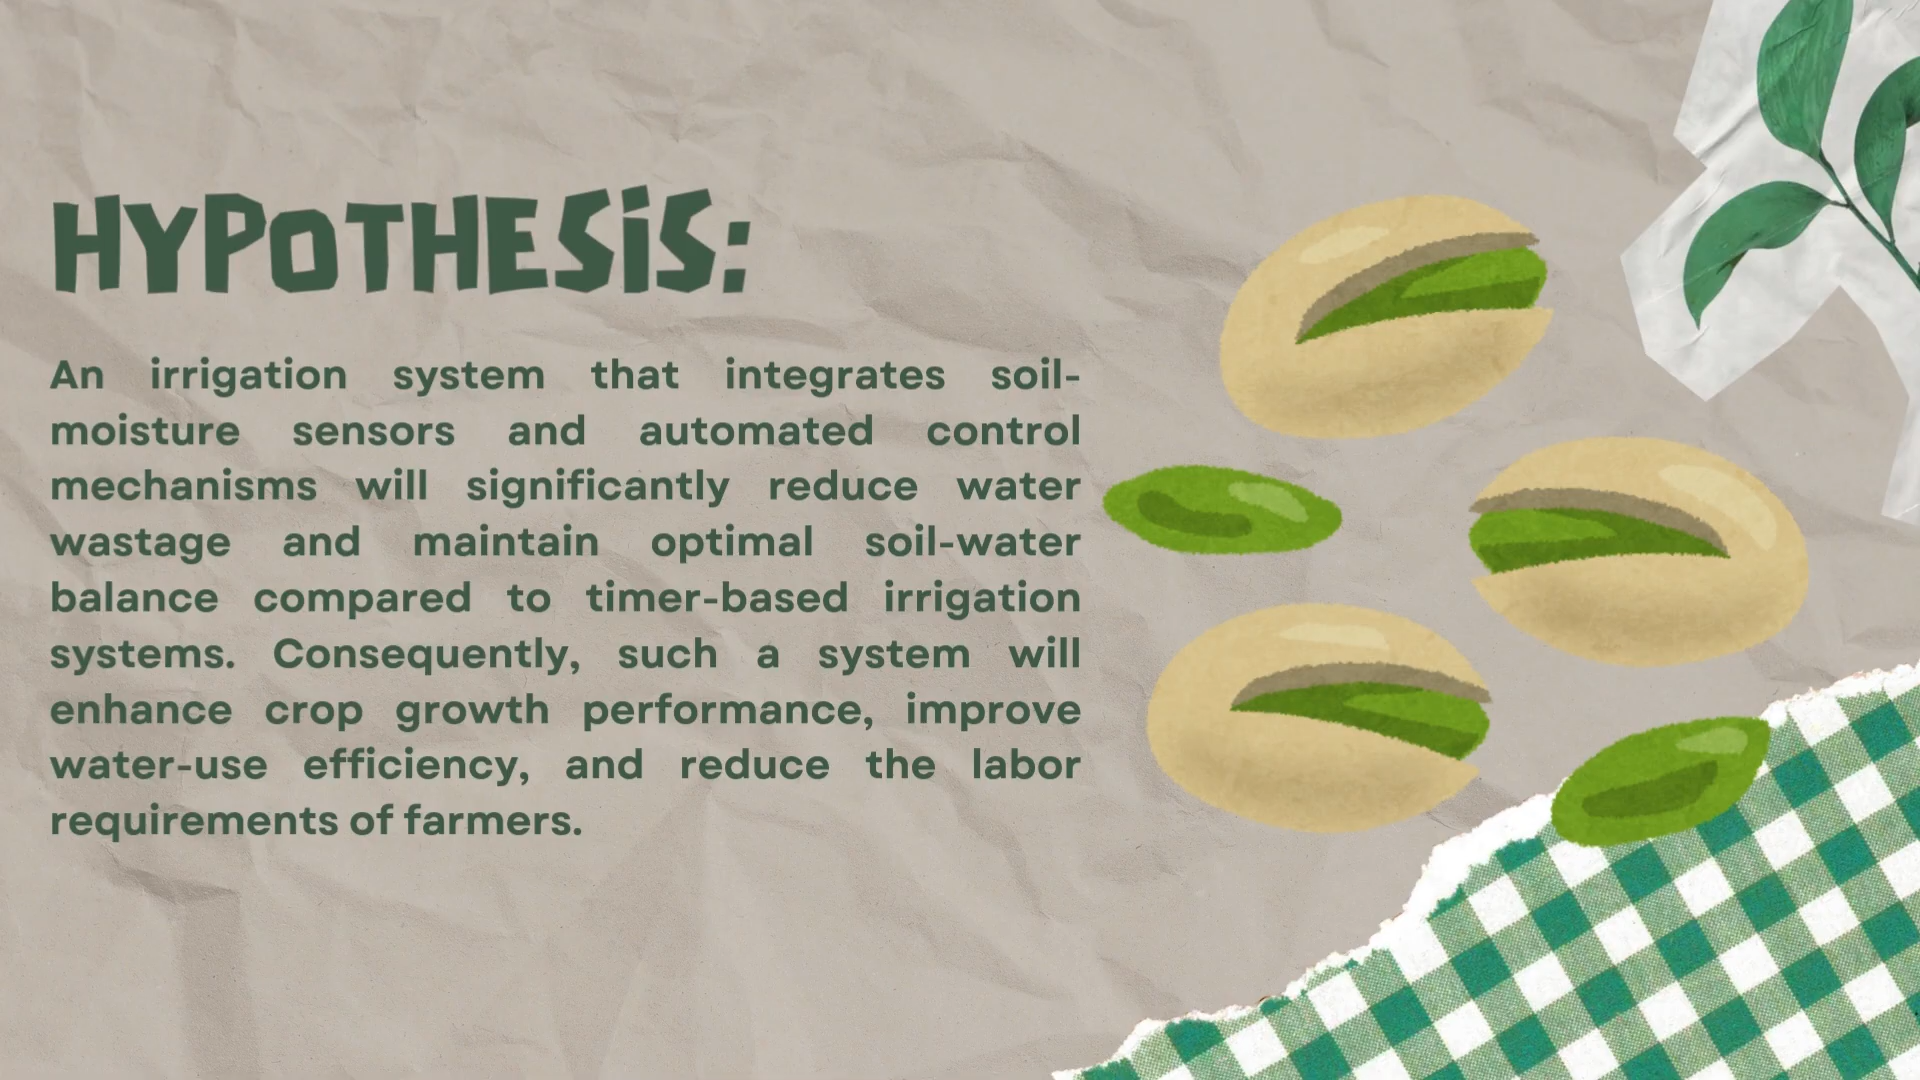 HYPOTHESIS:
An irrigation system that integrates soil-
moisture sensors and automated control
mechanisms will significantly reduce water
wastage and maintain optimal soil-water
balance compared to timer-based irrigation
systems. Consequently, such a system will
enhance crop growth performance, improve
water-use efficiency, and reduce the labor
requirements of farmers.